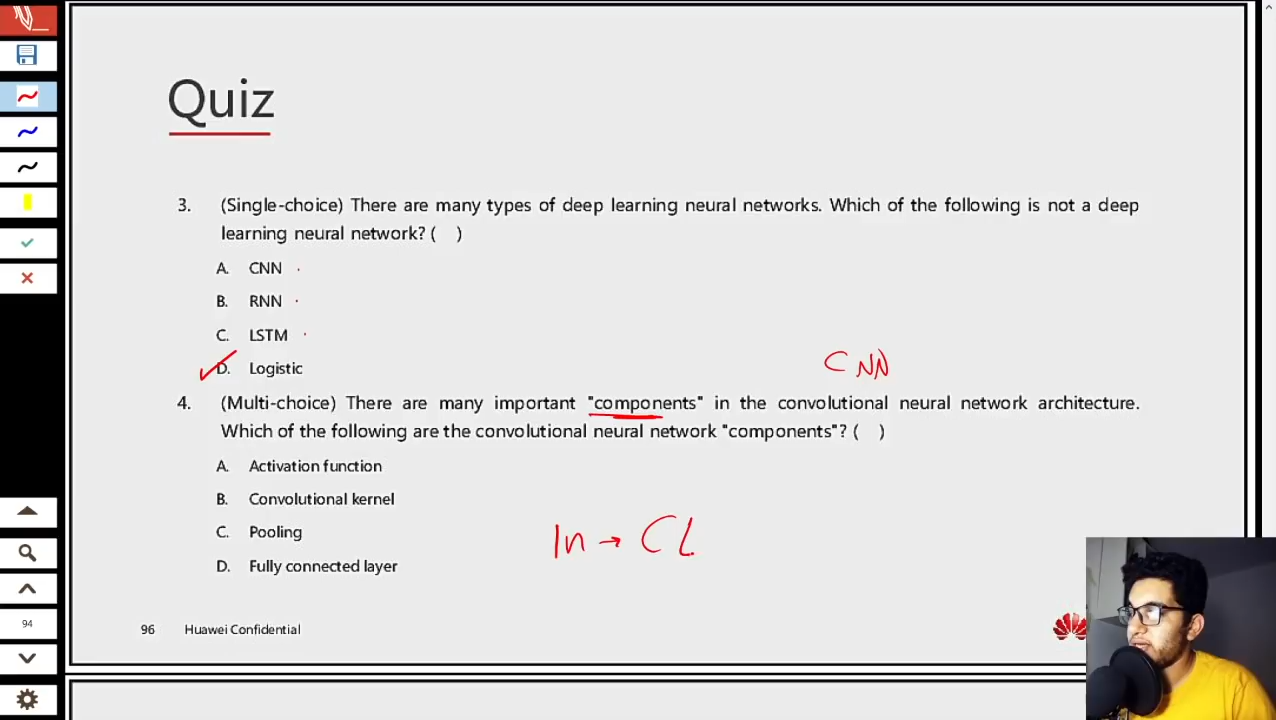 Quiz
3. (Single-choice) There are many types of deep learning neural networks. Which of the following is not a deep
learning neural network? ( )
A. CNN
B. RNN
C. LSTM
D. Logistic
CNN
4. (Multi-choice) There are many important "components" in the convolutional neural network architecture.
Which of the following are the convolutional neural network "components"? ( )
A. Activation function
B. Convolutional kernel
C. Pooling
In → CL
D. Fully connected layer
94
96 Huawei Confidential